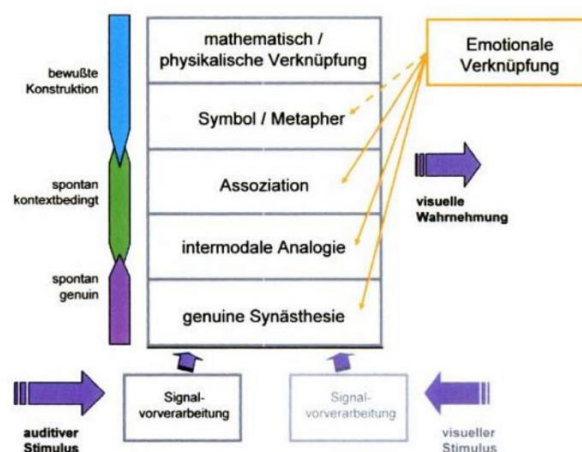 mathematisch /
physikalische Verknüpfung
Emotionale
Verknüpfung
bewußte
Konstruktion
Symbol / Metapher
spontan
kontextbedingt
Assoziation
visuelle
Wahrnehmung
intermodale Analogie
spontan
genuin
genuine Synästhesie
Signal-
vorverarbeitung
Signal-
vorverarbeitung
auditiver
Stimulus
visueller
Stimulus